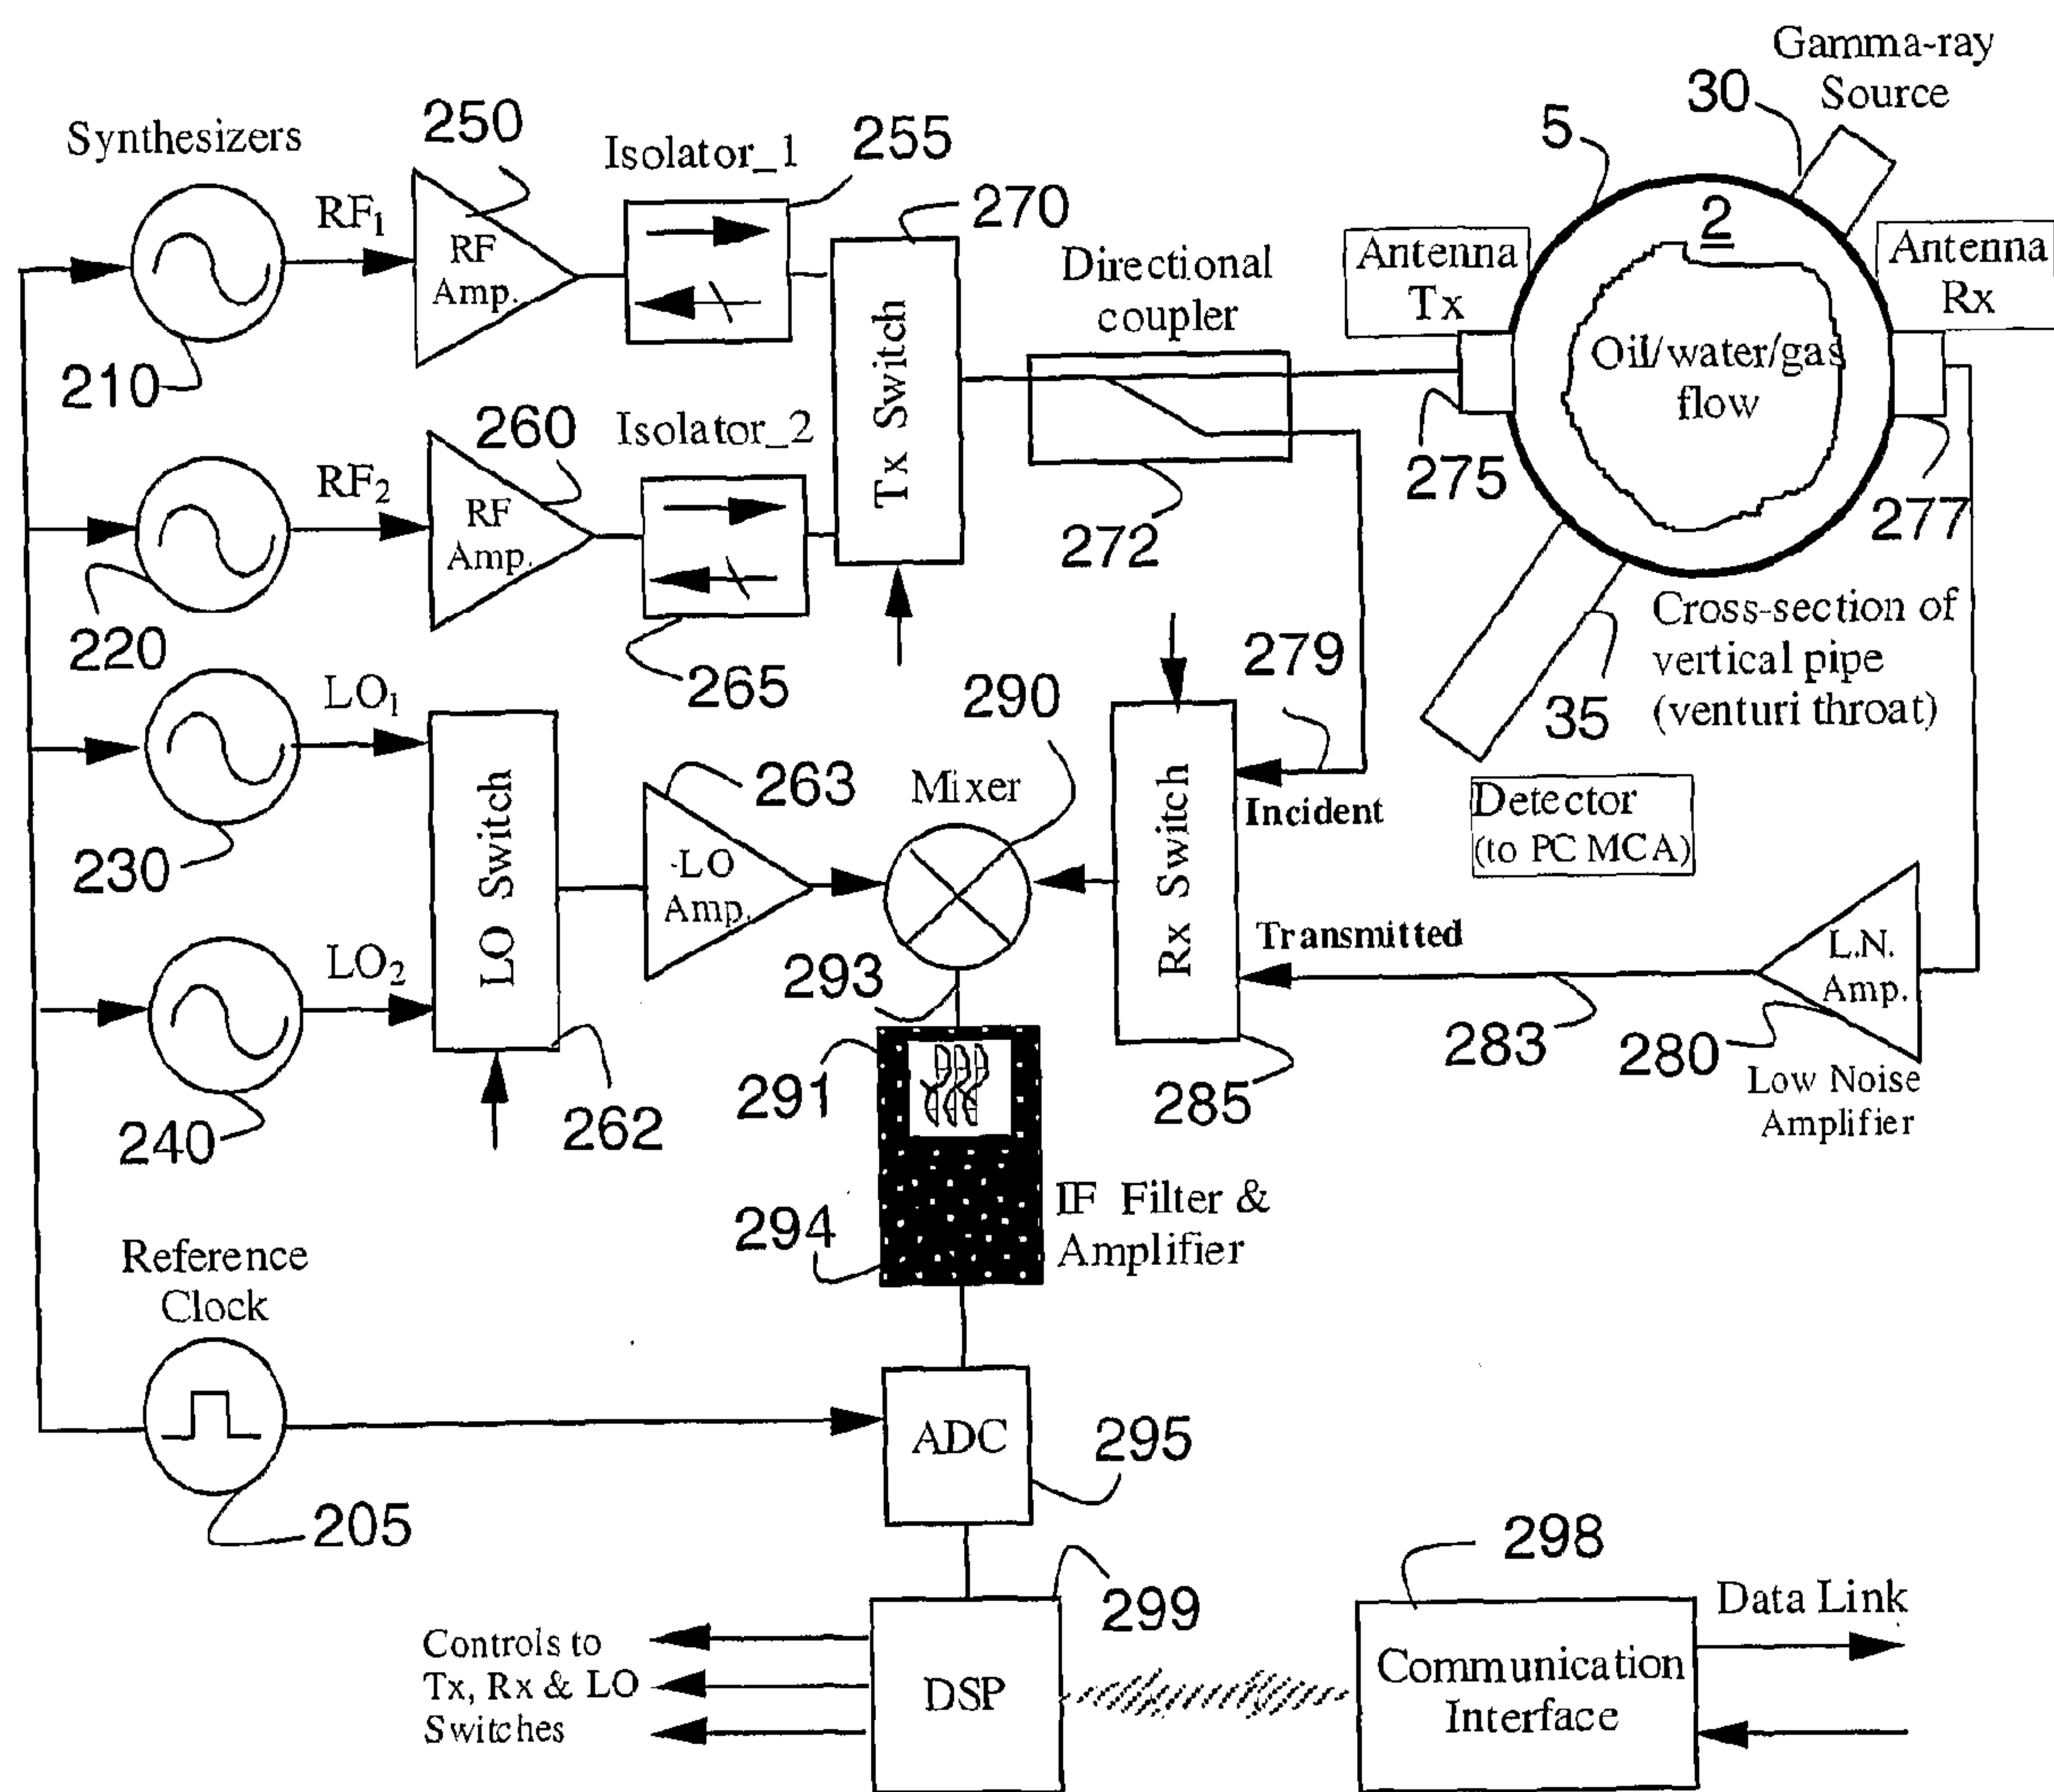 Gamma-ray
Source
30
5
Synthesizers
250
Isolator_1
255
270
2
RF₁
RF
Amp.
Directional
coupler
Antenna
Tx
Antenna
Rx
Tx Switch
Oil/water/gas
flow
210
260
Isolator_2
275
277
RF₂
RF
Amp.
272
220
265
279
Cross-section of
vertical pipe
(venturi throat)
35
290
LO₁
LO Switch
263
Mixer
Rx Switch
Incident
Detector
(to PC MCA)
230
-LO
Amp.
Transmitted
L.N.
Amp.
LO₂
293
283
280
Low Noise
Amplifier
291
285
240
262
294
IF Filter &
Amplifier
Reference
Clock
ADC
295
205
298
299
Data Link
Controls to
Tx, Rx & LO
Switches
DSP
Communication
Interface